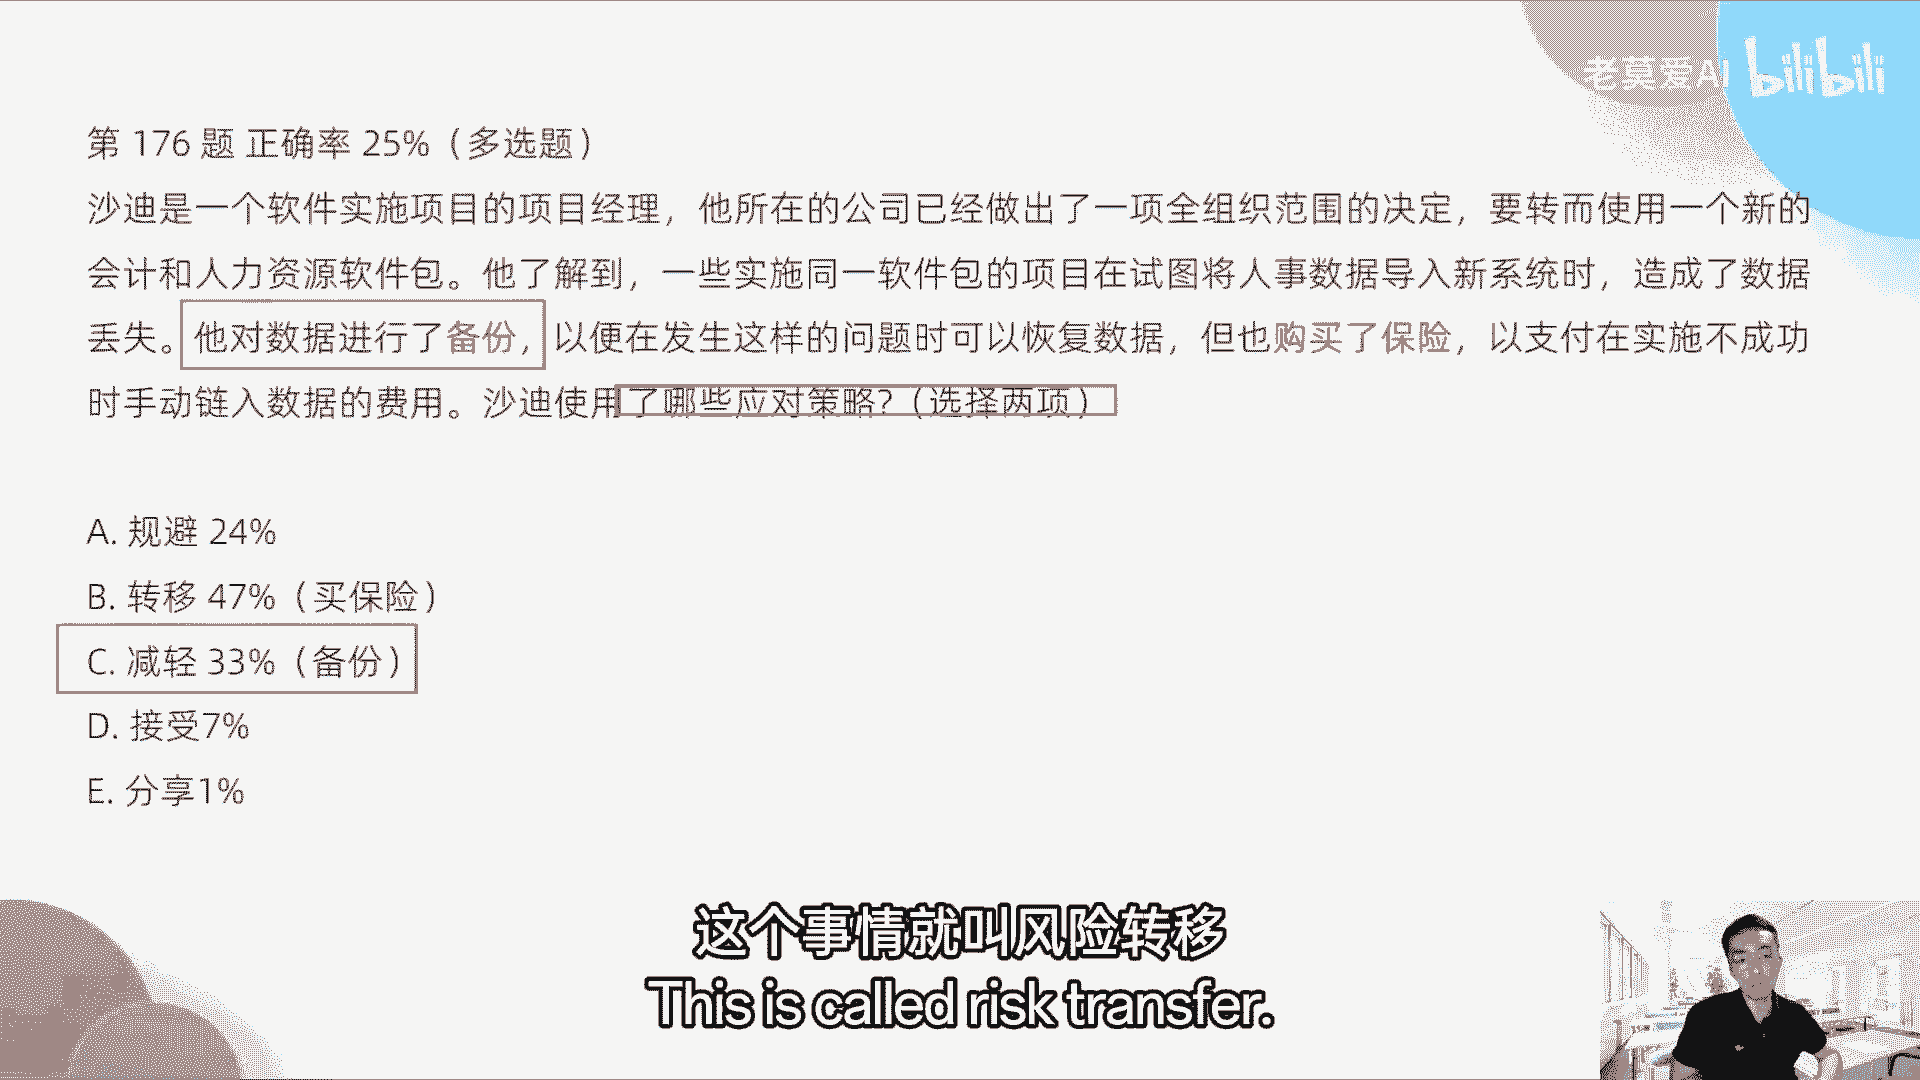 老莫爱AI bilibili
第 176 题 正确率 25%（多选题）
沙迪是一个软件实施项目的项目经理，他所在的公司已经做出了一项全组织范围的决定，要转而使用一个新的
会计和人力资源软件包。他了解到，一些实施同一软件包的项目在试图将人事数据导入新系统时，造成了数据
丢失。他对数据进行了备份，以便在发生这样的问题时可以恢复数据，但也购买了保险，以支付在实施不成功
时手动链入数据的费用。沙迪使用了哪些应对策略?（选择两项）
A. 规避 24%
B. 转移 47%（买保险）
C. 减轻 33%（备份）
D. 接受7%
E. 分享1%
这个事情就叫风险转移
This is called risk transfer.